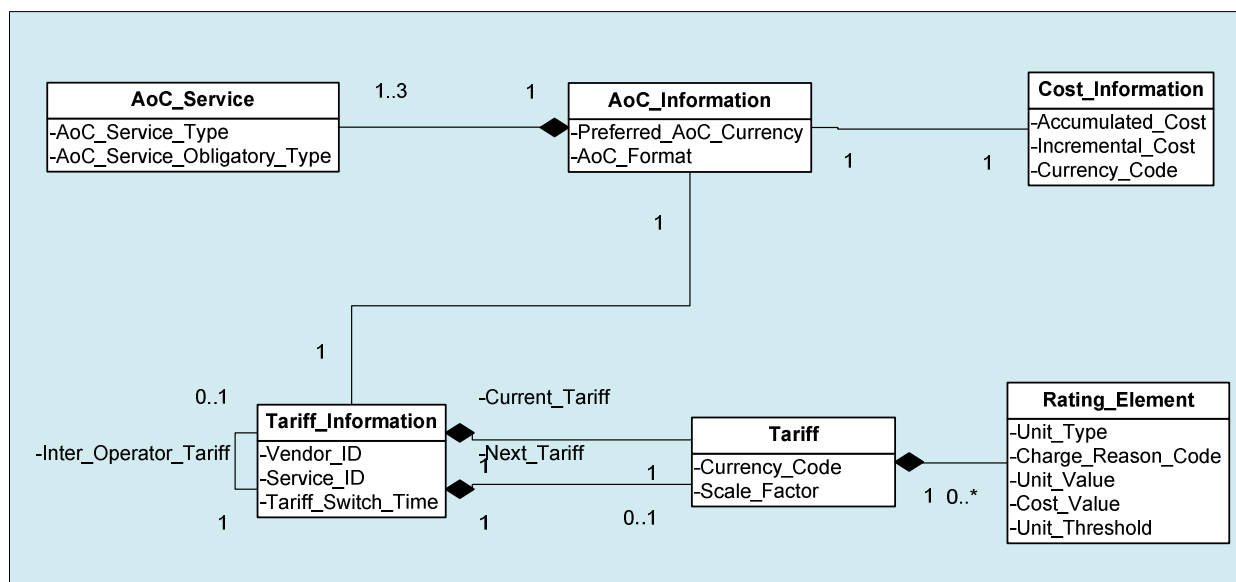 AoC_Service
-AoC_Service_Type
-AoC_Service_Obligatory_Type
1..3
1
AoC_Information
-Preferred_AoC_Currency
-AoC_Format
1
1
Cost_Information
-Accumulated_Cost
-Incremental_Cost
-Currency_Code
1
1
0..1
-Inter_Operator_Tariff
1
Tariff_Information
-Vendor_ID
-Service_ID
-Tariff_Switch_Time
-Current_Tariff
-Next_Tariff
1
1
1
0..1
Tariff
-Currency_Code
-Scale_Factor
1
0..*
Rating_Element
-Unit_Type
-Charge_Reason_Code
-Unit_Value
-Cost_Value
-Unit_Threshold